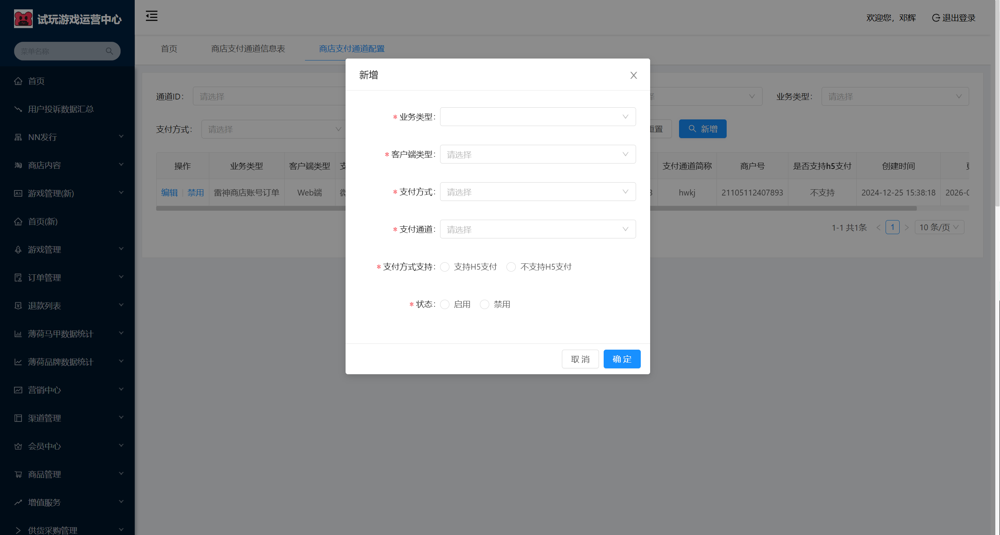 试玩游戏运营中心
欢迎您，邓辉
退出登录
菜单名称
首页
用户投诉数据汇总
NN发行
商店内容
游戏管理(新)
首页(新)
游戏管理
订单管理
退款列表
薄荷马甲数据统计
薄荷品牌数据统计
营销中心
渠道管理
会员中心
商品管理
增值服务
供货采购管理
首页 商店支付通道信息表 商店支付通道配置
通道ID： 请选择
业务类型： 请选择
支付方式： 请选择
重置 新增
操作 业务类型 客户端类型 支 支付通道简称 商户号 是否支持h5支付 创建时间
编辑 禁用 雷神商店账号订单 Web端 微 hwkj 21105112407893 不支持 2024-12-25 15:38:18 2026-0
1-1 共1条 1 10 条/页
新增
* 业务类型：
* 客户端类型： 请选择
* 支付方式： 请选择
* 支付通道： 请选择
* 支付方式支持： 支持H5支付 不支持H5支付
* 状态： 启用 禁用
取 消 确 定